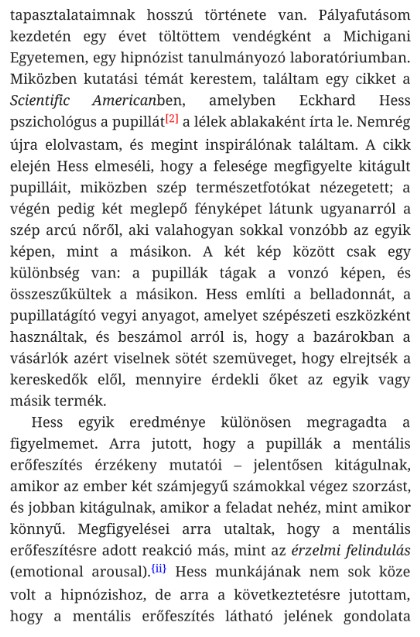 tapasztalataimnak hosszú története van. Pályafutásom
kezdetén egy évet töltöttem vendégként a Michigani
Egyetemen, egy hipnózist tanulmányozó laboratóriumban.
Miközben kutatási témát kerestem, találtam egy cikket a
Scientific Americanben, amelyben Eckhard Hess
pszichológus a pupillát[2] a lélek ablakaként írta le. Nemrég
újra elolvastam, és megint inspirálónak találtam. A cikk
elején Hess elmeséli, hogy a felesége megfigyelte kitágult
pupilláit, miközben szép természetfotókat nézegetett; a
végén pedig két meglepő fényképet látunk ugyanarról a
szép arcú nőről, aki valahogyan sokkal vonzóbb az egyik
képen, mint a másikon. A két kép között csak egy
különbség van: a pupillák tágak a vonzó képen, és
összeszűkültek a másikon. Hess említi a belladonnát, a
pupillatágító vegyi anyagot, amelyet szépészeti eszközként
használtak, és beszámol arról is, hogy a bazárokban a
vásárlók azért viselnek sötét szemüveget, hogy elrejtsék a
kereskedők elől, mennyire érdekli őket az egyik vagy
másik termék.
Hess egyik eredménye különösen megragadta a
figyelmemet. Arra jutott, hogy a pupillák a mentális
erőfeszítés érzékeny mutatói – jelentősen kitágulnak,
amikor az ember két számjegyű számokkal végez szorzást,
és jobban kitágulnak, amikor a feladat nehéz, mint amikor
könnyű. Megfigyelései arra utaltak, hogy a mentális
erőfeszítésre adott reakció más, mint az érzelmi felindulás
(emotional arousal).{ii} Hess munkájának nem sok köze
volt a hipnózishoz, de arra a következtetésre jutottam,
hogy a mentális erőfeszítés látható jelének gondolata